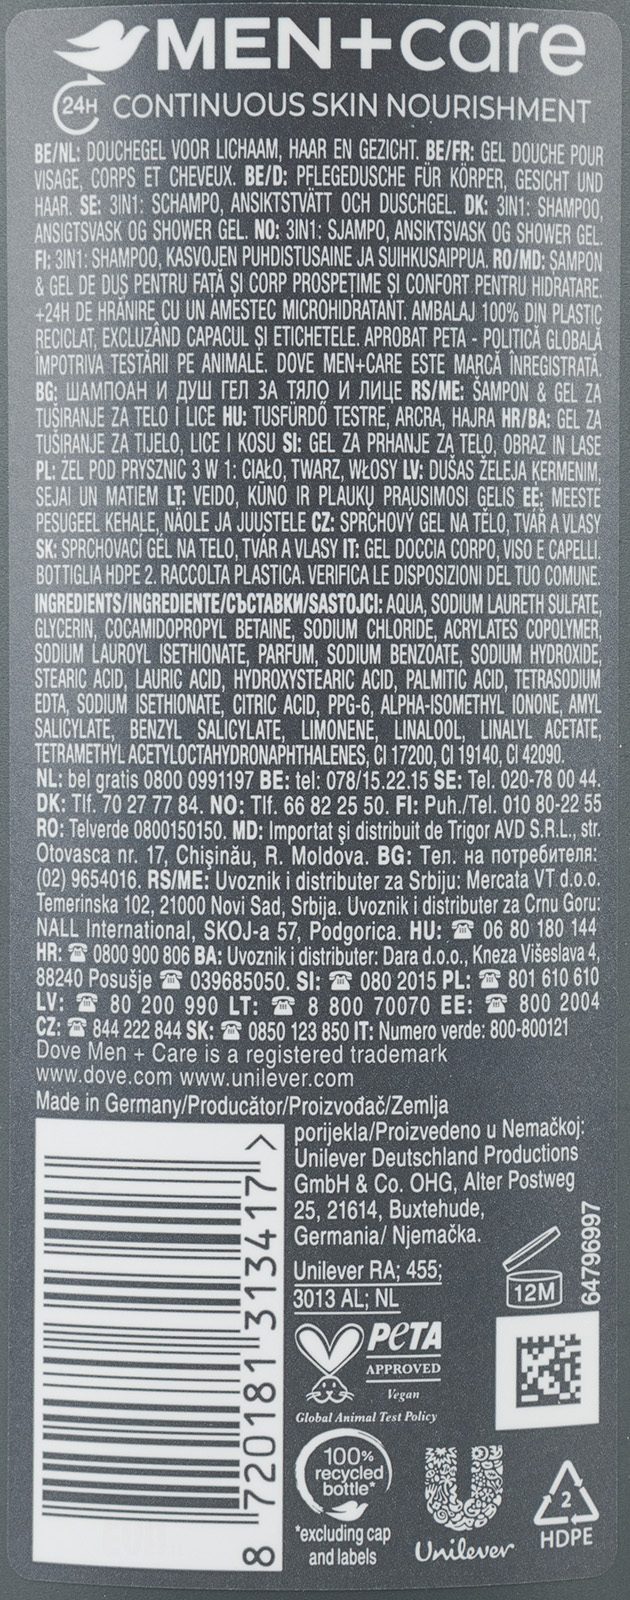 MEN+care
24H CONTINUOUS SKIN NOURISHMENT
BE/NL: DOUCHEGEL VOOR LICHAAM, HAAR EN GEZICHT. BE/FR: GEL DOUCHE POUR
VISAGE, CORPS ET CHEVEUX. BE/D: PFLEGEDUSCHE FÜR KÖRPER, GESICHT UND
HAAR. SE: 3IN1: SCHAMPO, ANSIKTSTVÄTT OCH DUSCHGEL. DK: 3IN1: SHAMPOO,
ANSIGTSVASK OG SHOWER GEL. NO: 3IN1: SJAMPO, ANSIKTSVASK OG SHOWER GEL.
FI: 3IN1: SHAMPOO, KASVOJEN PUHDISTUSAINE JA SUIHKUSAIPPUA. RO/MD: ȘAMPON
& GEL DE DUȘ PENTRU FAȚĂ ȘI CORP PROSPEȚIME ȘI CONFORT PENTRU HIDRATARE.
+24H DE HRĂNIRE CU UN AMESTEC MICROHIDRATANT. AMBALAJ 100% DIN PLASTIC
RECICLAT, EXCLUZÂND CAPACUL ȘI ETICHETELE. APROBAT PETA - POLITICĂ GLOBALĂ
ÎMPOTRIVA TESTĂRII PE ANIMALE. DOVE MEN+CARE ESTE MARCĂ ÎNREGISTRATĂ.
BG: ШАМПОАН И ДУШ ГЕЛ ЗА ТЯЛО И ЛИЦЕ RS/ME: ŠAMPON & GEL ZA
TUŠIRANJE ZA TELO I LICE HU: TUSFÜRDŐ TESTRE, ARCRA, HAJRA HR/BA: GEL ZA
TUŠIRANJE ZA TIJELO, LICE I KOSU SI: GEL ZA PRHANJE ZA TELO, OBRAZ IN LASE
PL: ŻEL POD PRYSZNIC 3 W 1: CIAŁO, TWARZ, WŁOSY LV: DUŠAS ŽELEJA ĶERMENIM,
SEJAI UN MATIEM LT: VEIDO, KŪNO IR PLAUKŲ PRAUSIMOSI GELIS EE: MEESTE
PESUGEEL KEHALE, NÄOLE JA JUUSTELE CZ: SPRCHOVÝ GEL NA TĚLO, TVÁŘ A VLASY
SK: SPRCHOVACÍ GÉL NA TELO, TVÁR A VLASY IT: GEL DOCCIA CORPO, VISO E CAPELLI.
BOTTIGLIA HDPE 2. RACCOLTA PLASTICA. VERIFICA LE DISPOSIZIONI DEL TUO COMUNE.
INGREDIENTS/INGREDIENTE/СЪСТАВКИ/SASTOJCI: AQUA, SODIUM LAURETH SULFATE,
GLYCERIN, COCAMIDOPROPYL BETAINE, SODIUM CHLORIDE, ACRYLATES COPOLYMER,
SODIUM LAUROYL ISETHIONATE, PARFUM, SODIUM BENZOATE, SODIUM HYDROXIDE,
STEARIC ACID, LAURIC ACID, HYDROXYSTEARIC ACID, PALMITIC ACID, TETRASODIUM
EDTA, SODIUM ISETHIONATE, CITRIC ACID, PPG-6, ALPHA-ISOMETHYL IONONE, AMYL
SALICYLATE, BENZYL SALICYLATE, LIMONENE, LINALOOL, LINALYL ACETATE,
TETRAMETHYL ACETYLOCTAHYDRONAPHTHALENES, CI 17200, CI 19140, CI 42090.
NL: bel gratis 0800 0991197 BE: tel: 078/15.22.15 SE: Tel. 020-78 00 44.
DK: Tlf. 70 27 77 84. NO: Tlf. 66 82 25 50. FI: Puh./Tel. 010 80-22 55
RO: Telverde 0800150150. MD: Importat şi distribuit de Trigor AVD S.R.L., str.
Otovasca nr. 17, Chişinău, R. Moldova. BG: Тел. на потребителя:
(02) 9654016. RS/ME: Uvoznik i distributer za Srbiju: Mercata VT d.o.o.
Temerinska 102, 21000 Novi Sad, Srbija. Uvoznik i distributer za Crnu Goru:
NALL International, SKOJ-a 57, Podgorica. HU: ☎ 06 80 180 144
HR: ☎ 0800 900 806 BA: Uvoznik i distributer: Dara d.o.o., Kneza Višeslava 4,
88240 Posušje ☎ 039685050. SI: ☎ 080 2015 PL: ☎ 801 610 610
LV: ☎ 80 200 990 LT: ☎ 8 800 70070 EE: ☎ 800 2004
CZ: ☎ 844 222 844 SK: ☎ 0850 123 850 IT: Numero verde: 800-800121
Dove Men + Care is a registered trademark
www.dove.com www.unilever.com
Made in Germany/Producător/Proizvođač/Zemlja
porijekla/Proizvedeno u Nemačkoj:
Unilever Deutschland Productions
GmbH & Co. OHG, Alter Postweg
25, 21614, Buxtehude,
Germania/ Njemačka.
Unilever RA; 455;
3013 AL; NL
12M
64796997
8 720181 313417 >
PETA
APPROVED
Vegan
Global Animal Test Policy
100%
recycled
bottle*
*excluding cap
and labels
Unilever
2
HDPE